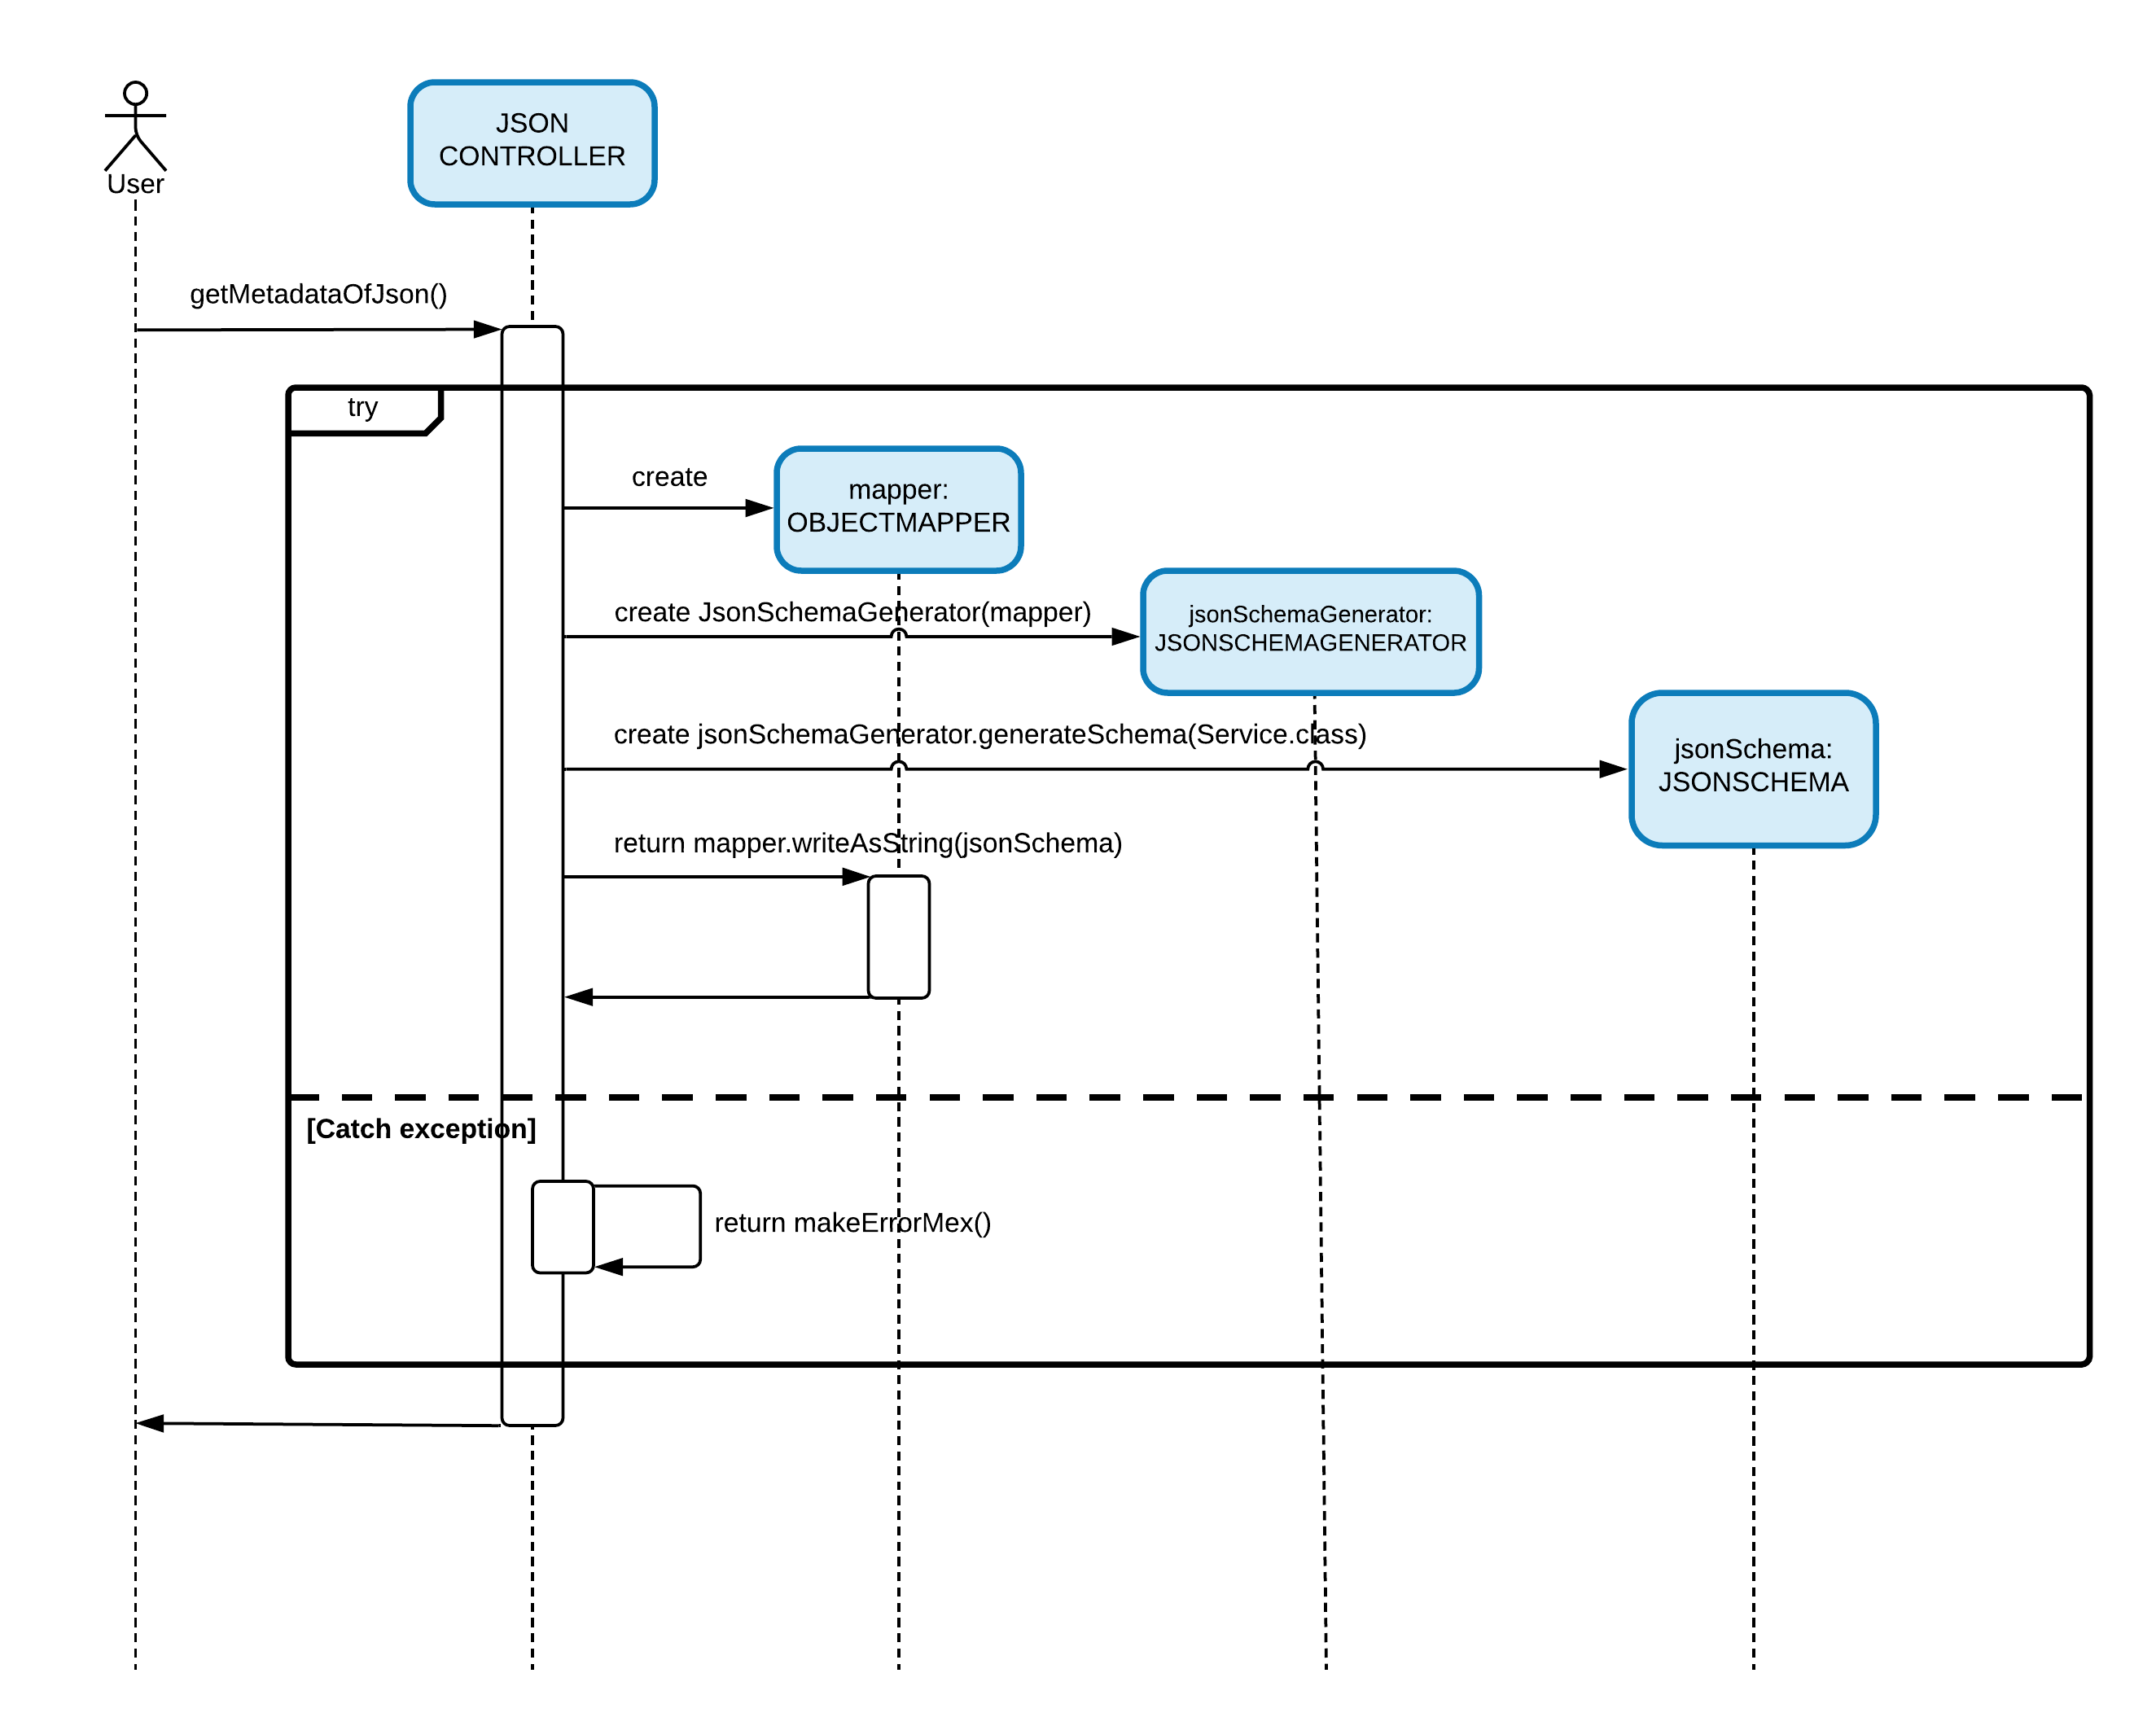 User
JSON
CONTROLLER
getMetadataOfJson()
try
create
mapper:
OBJECTMAPPER
create JsonSchemaGenerator(mapper)
jsonSchemaGenerator:
JSONSCHEMAGENERATOR
create jsonSchemaGenerator.generateSchema(Service.class)
jsonSchema:
JSONSCHEMA
return mapper.writeAsString(jsonSchema)
[Catch exception]
return makeErrorMex()